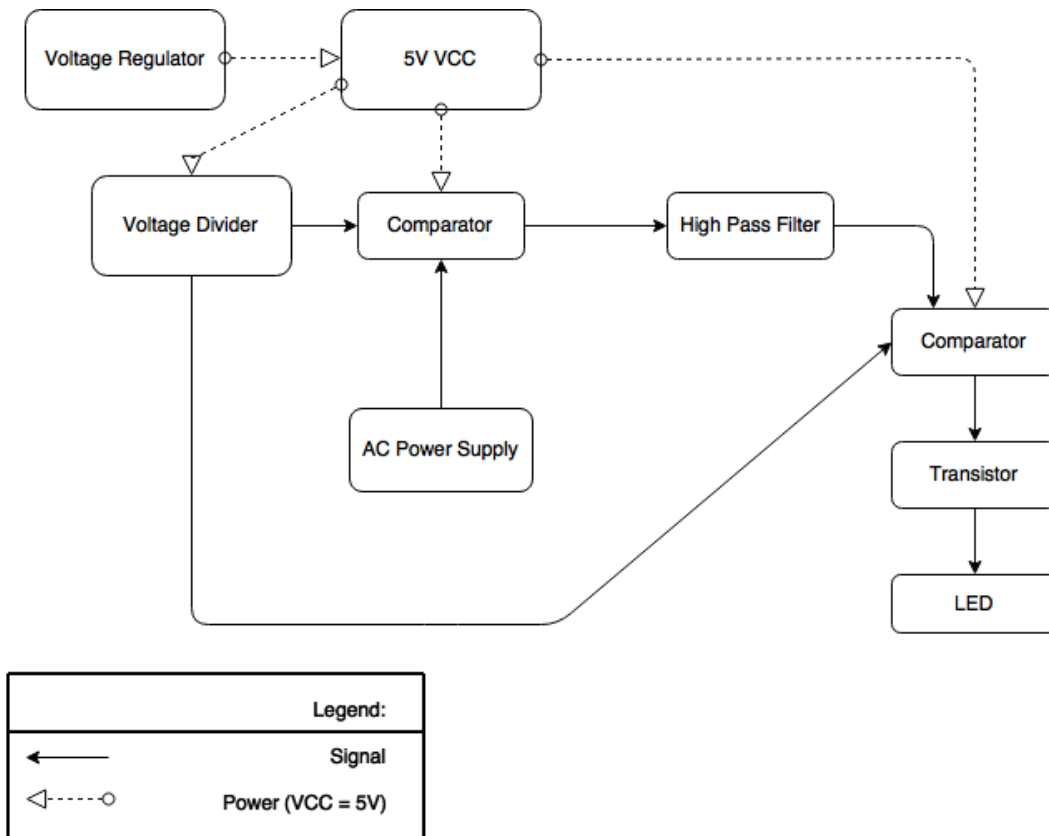 Voltage Regulator
5V VCC
Voltage Divider
Comparator
High Pass Filter
Comparator
AC Power Supply
Transistor
LED
Legend:
Signal
Power (VCC = 5V)